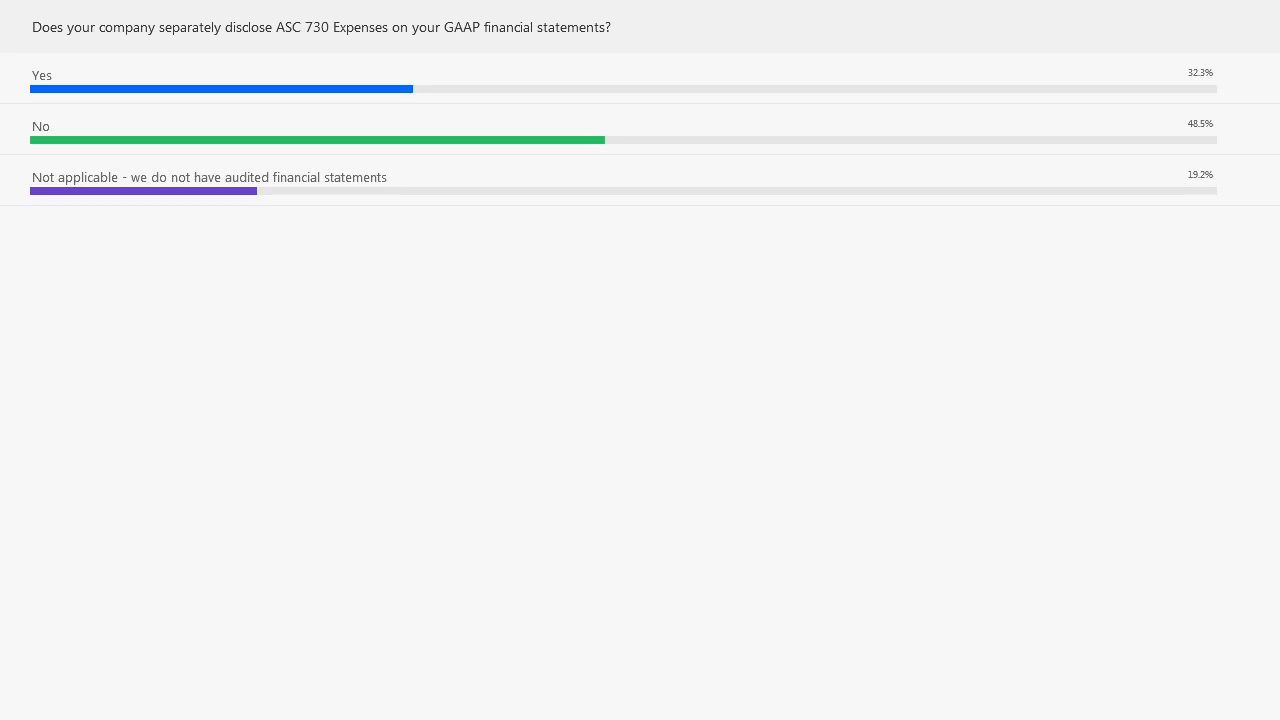 Does your company separately disclose ASC 730 Expenses on your GAAP financial statements?
Yes
32.3%
No
48.5%
Not applicable - we do not have audited financial statements
19.2%